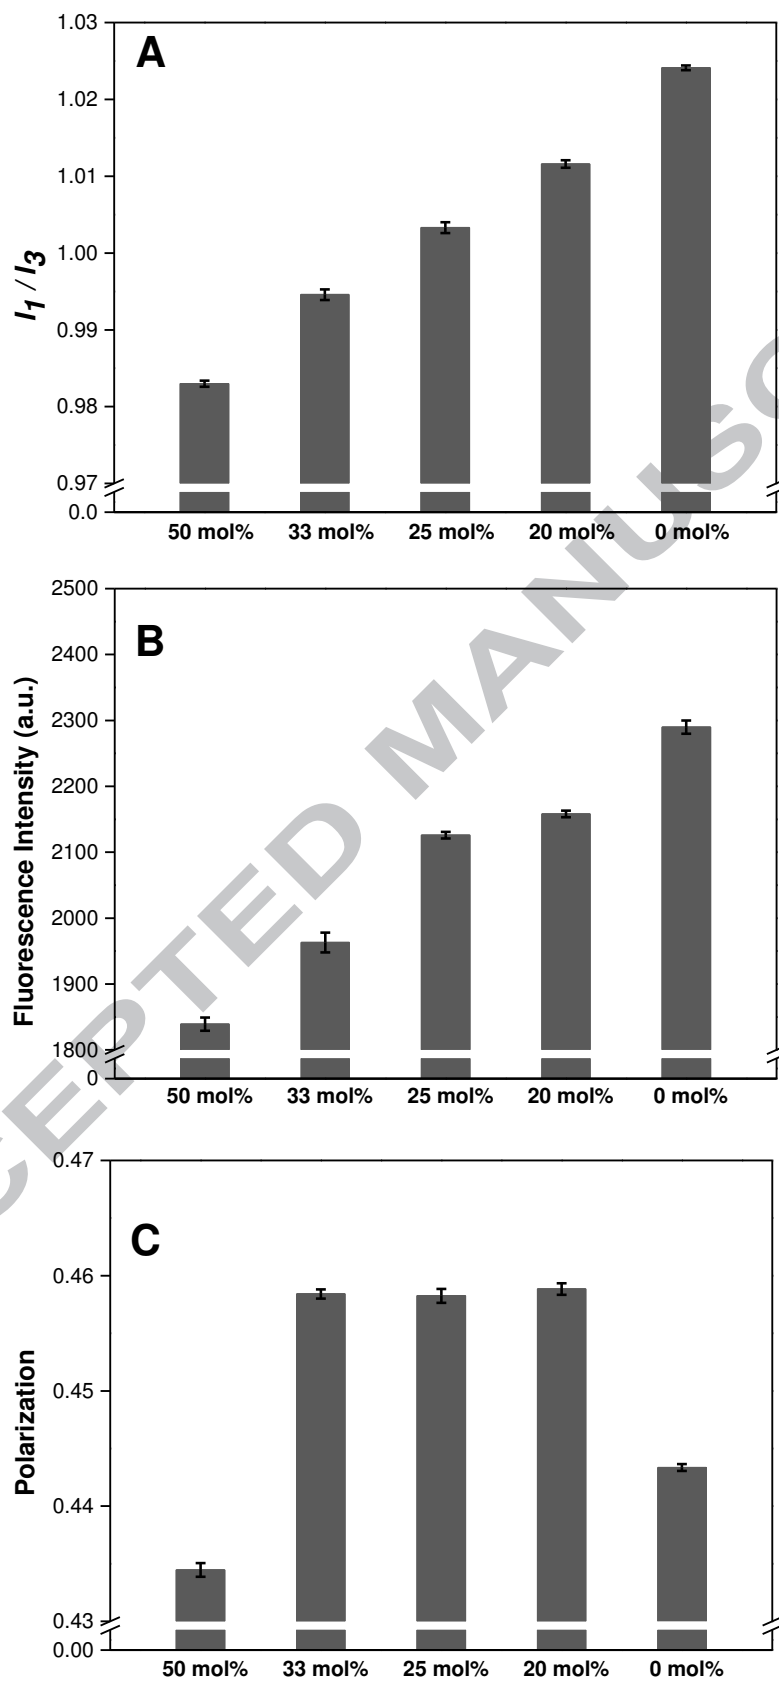 A
1.03
1.02
1.01
1.00
0.99
0.98
0.97
0.0
I1 / I3
50 mol% 33 mol% 25 mol% 20 mol% 0 mol%
B
2500
2400
2300
2200
2100
2000
1900
1800
0
Fluorescence Intensity (a.u.)
50 mol% 33 mol% 25 mol% 20 mol% 0 mol%
C
0.47
0.46
0.45
0.44
0.43
0.00
Polarization
50 mol% 33 mol% 25 mol% 20 mol% 0 mol%
CEPTED MANUSC